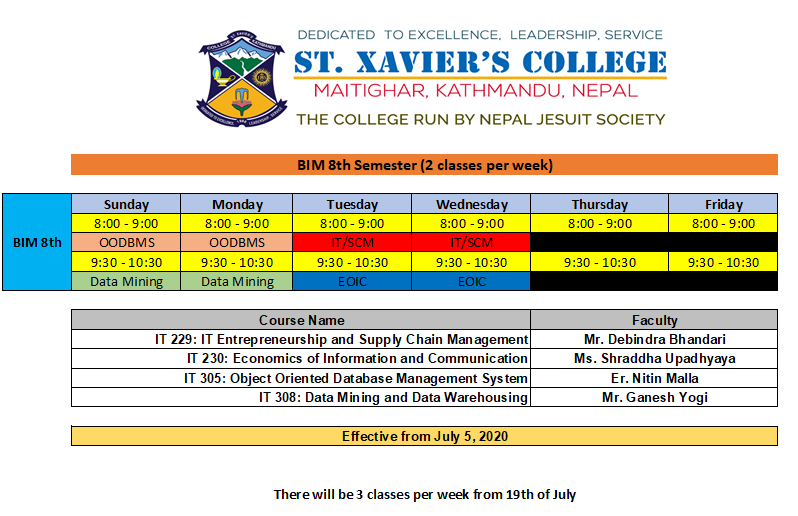 DEDICATED TO EXCELLENCE, LEADERSHIP, SERVICE
ST. XAVIER'S COLLEGE
MAITIGHAR, KATHMANDU, NEPAL
THE COLLEGE RUN BY NEPAL JESUIT SOCIETY
BIM 8th Semester (2 classes per week)
Sunday Monday Tuesday Wednesday Thursday Friday
8:00 - 9:00 8:00 - 9:00 8:00 - 9:00 8:00 - 9:00 8:00 - 9:00 8:00 - 9:00
BIM 8th OODBMS OODBMS IT/SCM IT/SCM
9:30 - 10:30 9:30 - 10:30 9:30 - 10:30 9:30 - 10:30 9:30 - 10:30 9:30 - 10:30
Data Mining Data Mining EOIC EOIC
Course Name Faculty
IT 229: IT Entrepreneurship and Supply Chain Management Mr. Debindra Bhandari
IT 230: Economics of Information and Communication Ms. Shraddha Upadhyaya
IT 305: Object Oriented Database Management System Er. Nitin Malla
IT 308: Data Mining and Data Warehousing Mr. Ganesh Yogi
Effective from July 5, 2020
There will be 3 classes per week from 19th of July